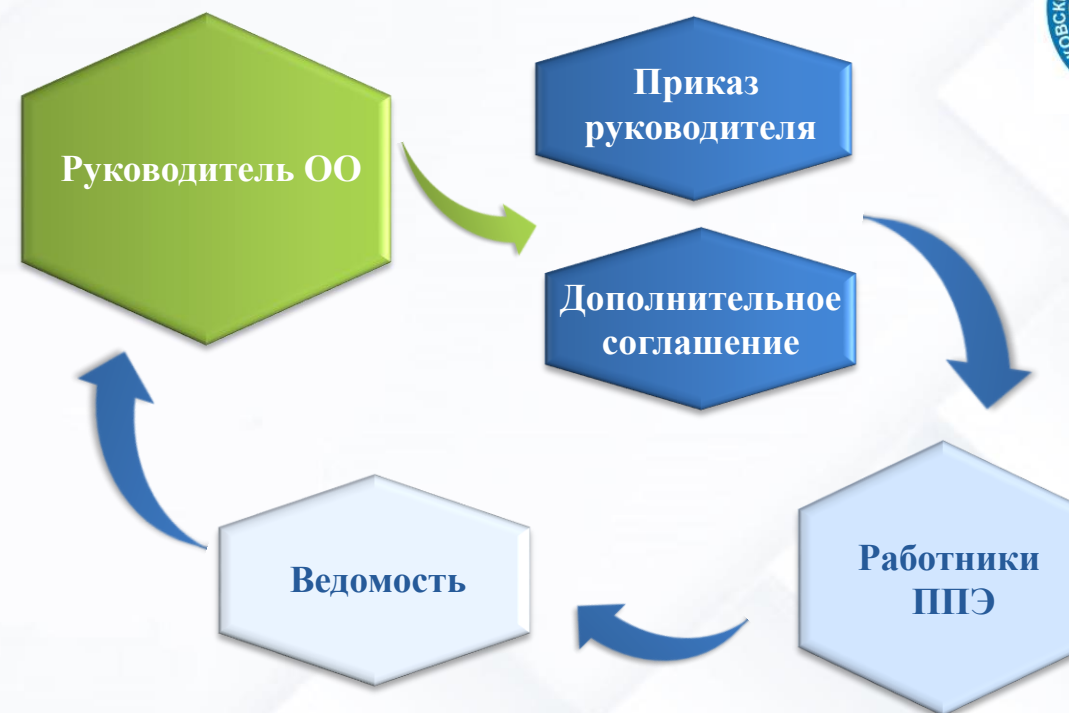 Руководитель ОО
Приказ
руководителя
Дополнительное
соглашение
Работники
ППЭ
Ведомость